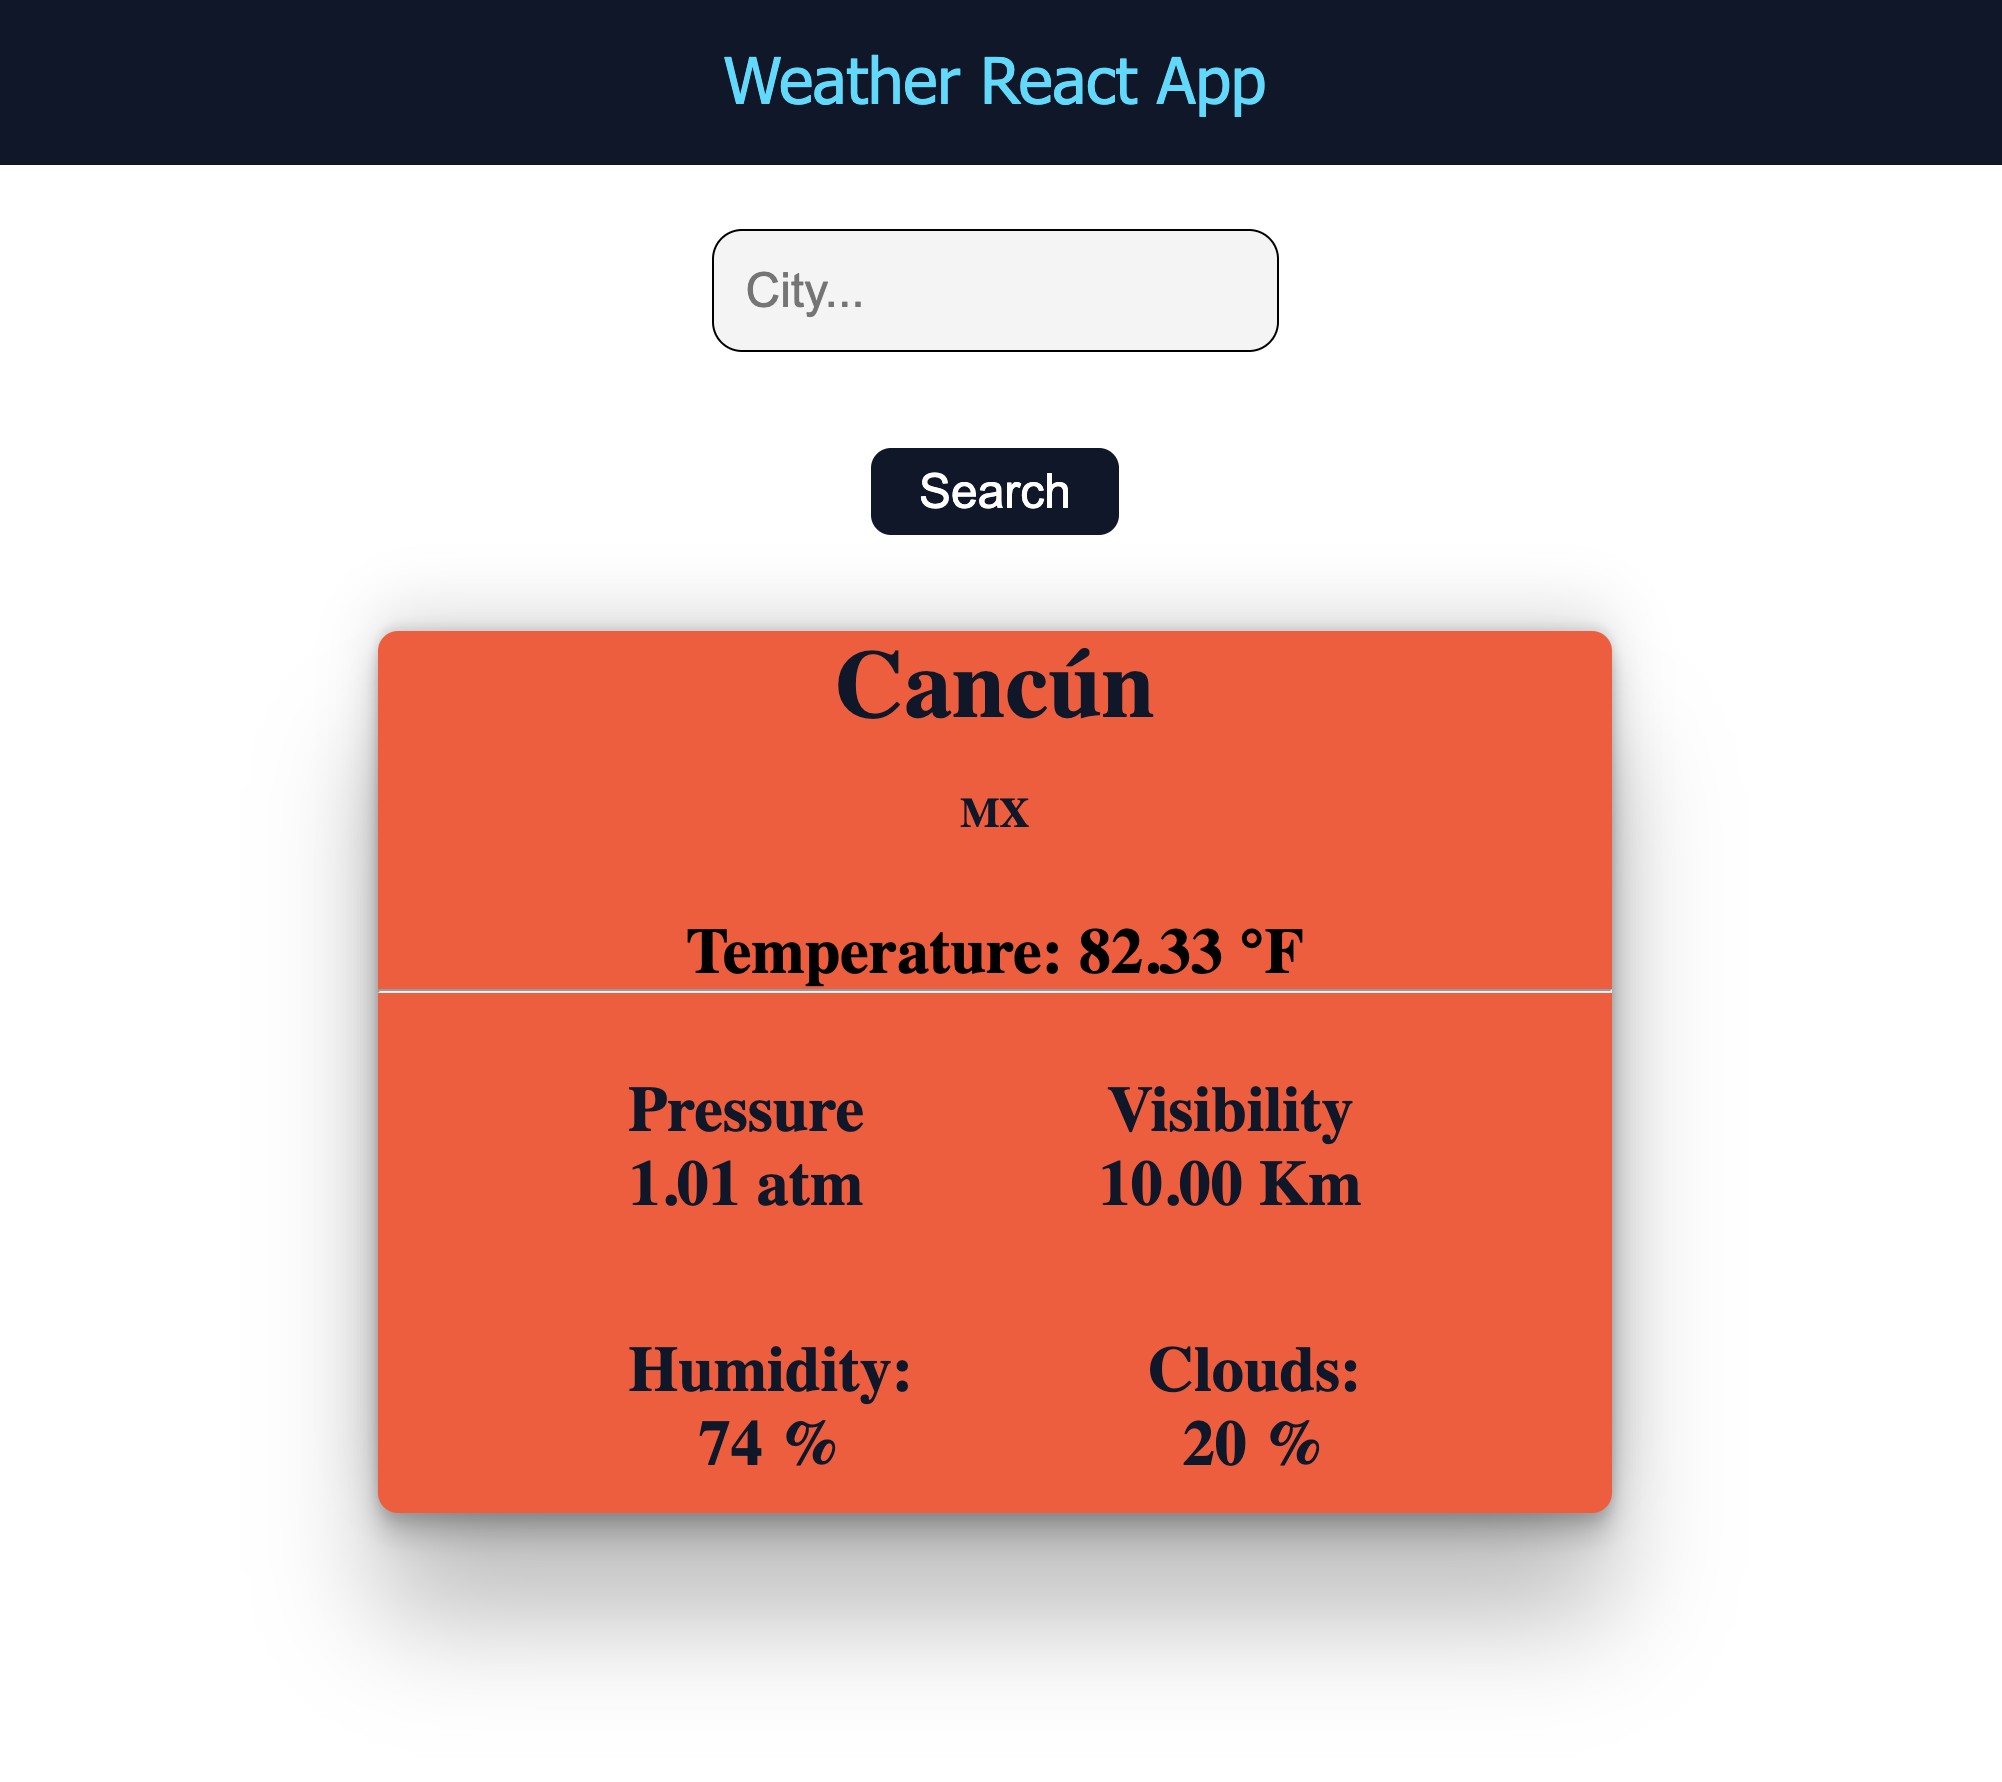 Weather React App
City...
Search
Cancún
MX
Temperature: 82.33 °F
Pressure
1.01 atm
Visibility
10.00 Km
Humidity:
74 %
Clouds:
20 %